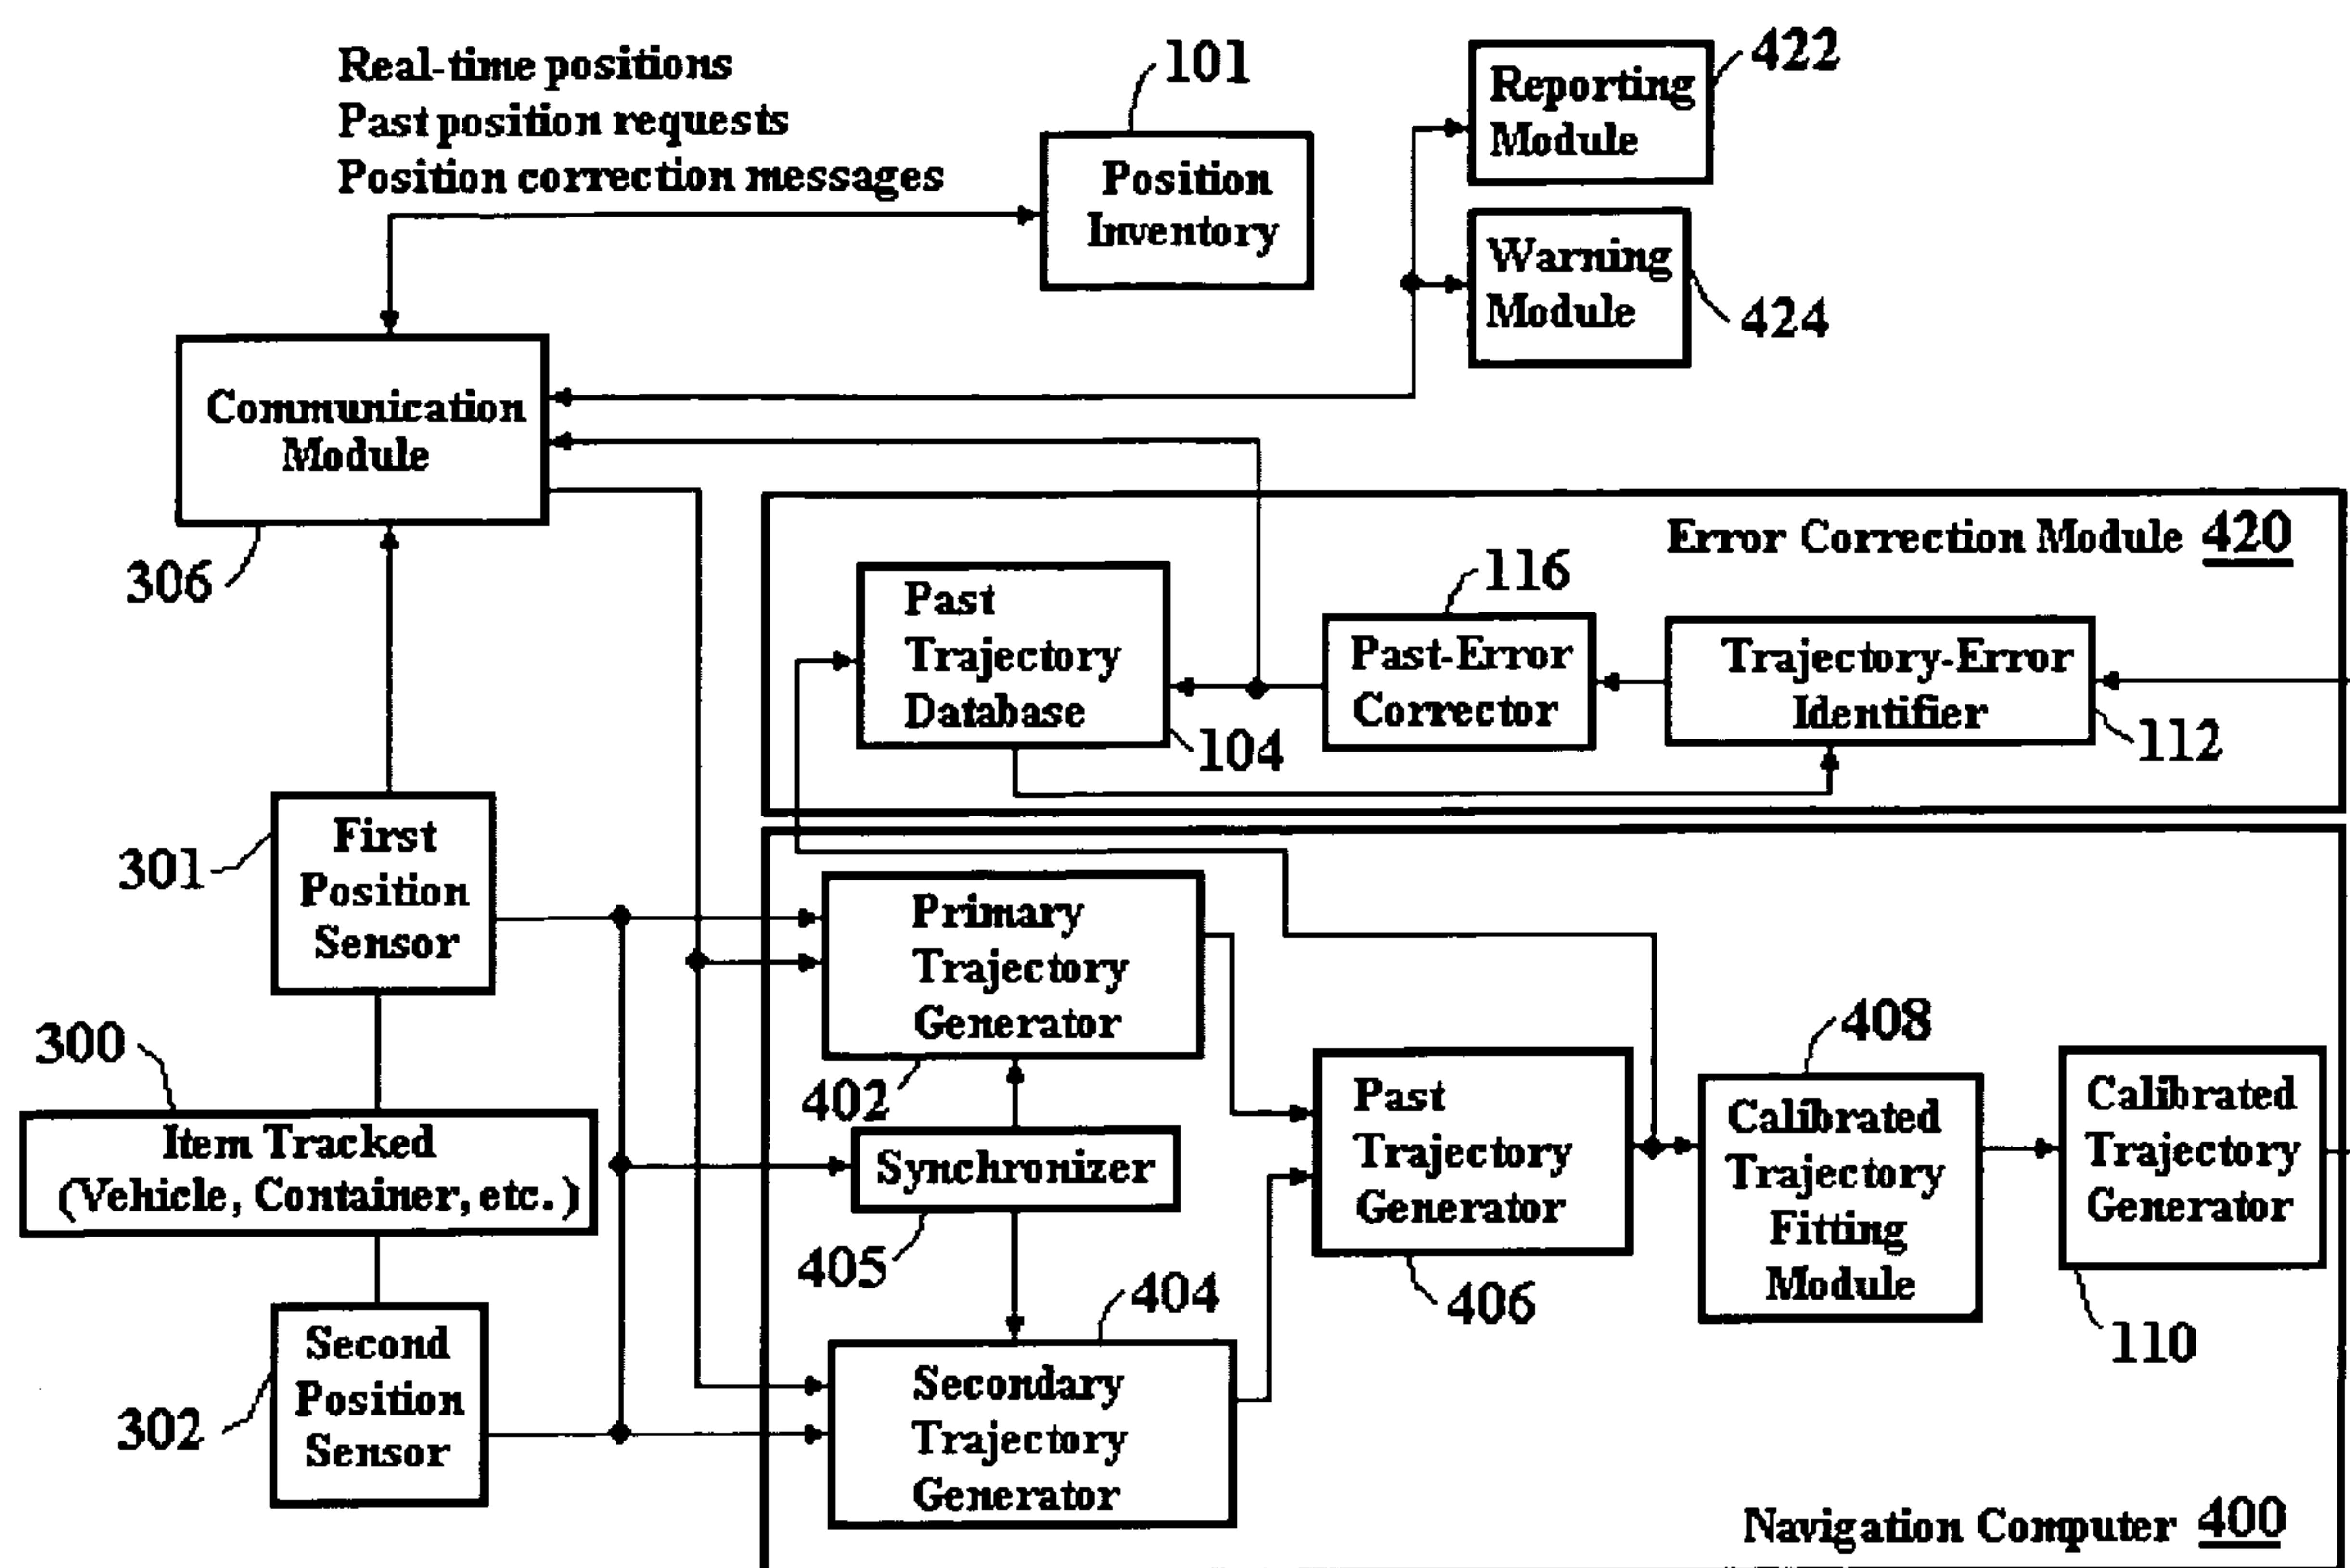 Real-time positions
Past position requests
Position correction messages
101
Position
Inventory
422
Reporting
Module
Warning
Module
424
Communication
Module
306
Error Correction Module 420
116
Past
Trajectory
Database
104
Past-Error
Corrector
Trajectory-Error
Identifier
112
First
Position
Sensor
301
Primary
Trajectory
Generator
402
300
Item Tracked
(Vehicle, Container, etc.)
Synchronizer
405
Past
Trajectory
Generator
406
408
Calibrated
Trajectory
Fitting
Module
Calibrated
Trajectory
Generator
110
Second
Position
Sensor
302
404
Secondary
Trajectory
Generator
Navigation Computer 400